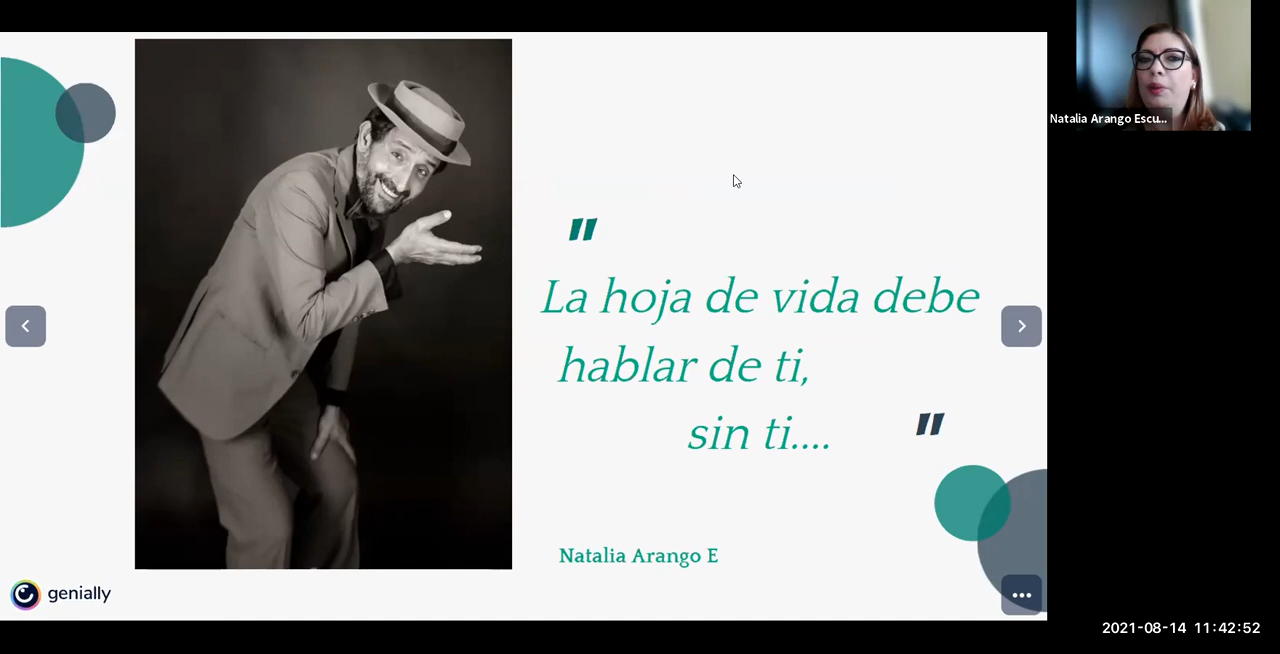 Natalia Arango Escu...
"
La hoja de vida debe
hablar de ti,
sin ti....
"
Natalia Arango E
genially
2021-08-14 11:42:52